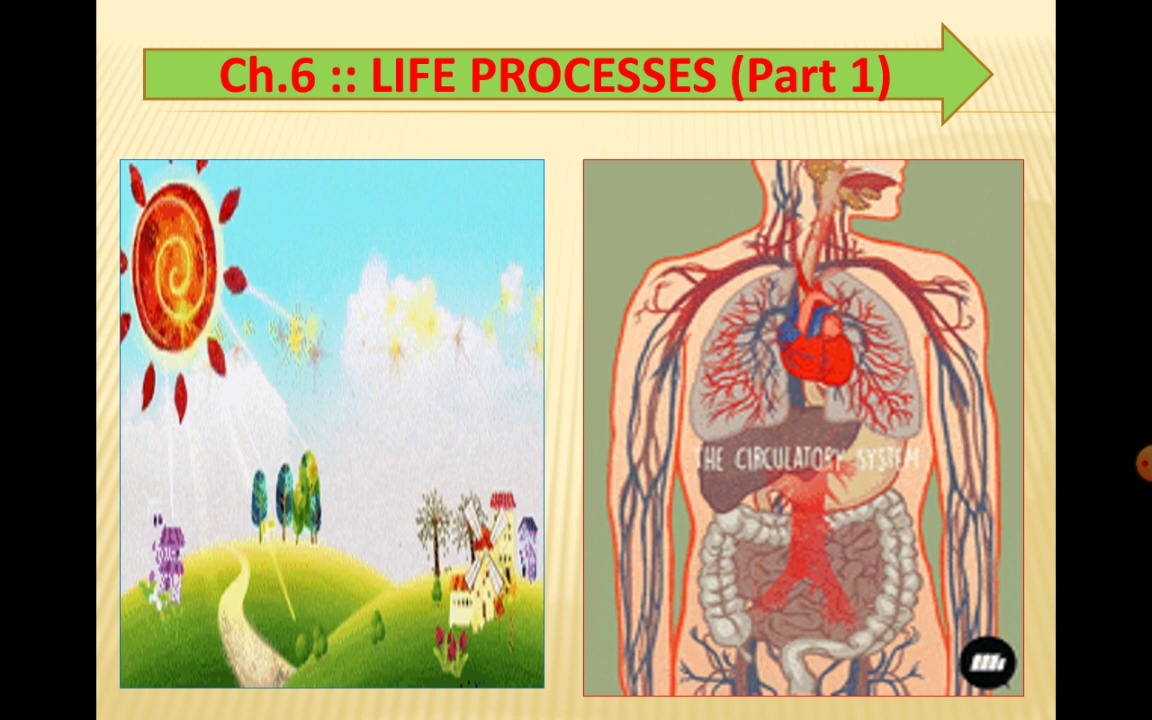 Ch.6 :: LIFE PROCESSES (Part 1)
THE CIRCULATORY SYSTEM